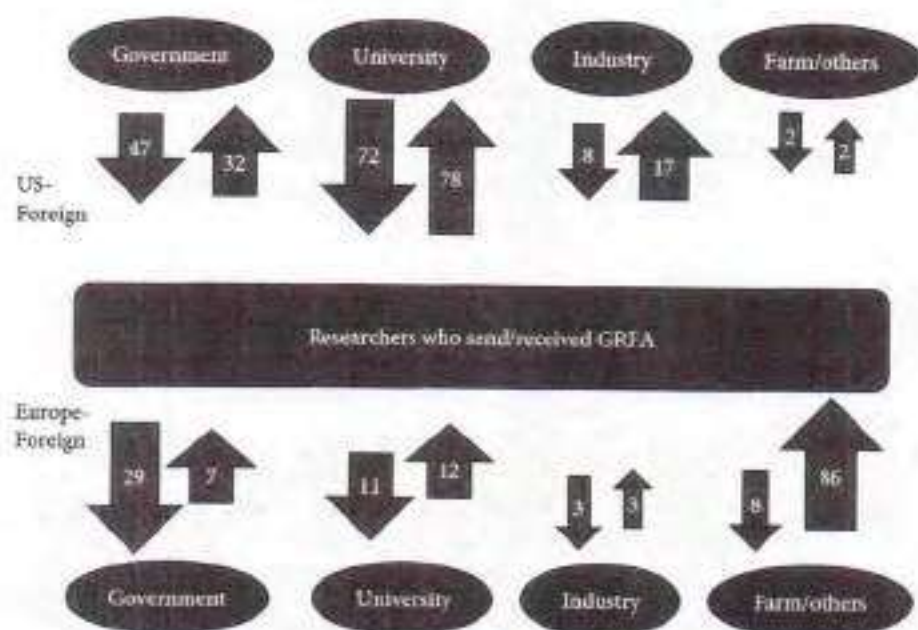 Government University Industry Farm/others
47 32 72 78 8 17 2 2
US-
Foreign
Researchers who send/received GRFA
Europe-
Foreign
29 7 11 12 3 3 8 86
Government University Industry Farm/others